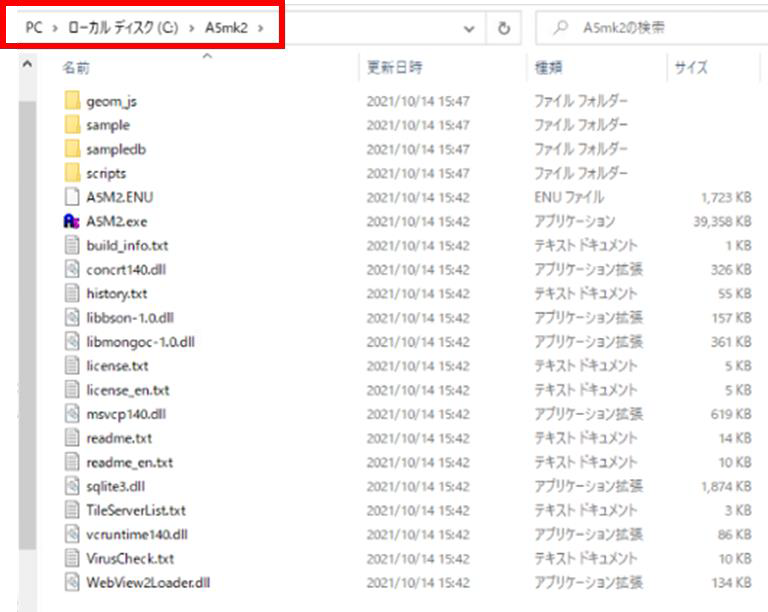 PC > ローカル ディスク (C:) > A5mk2 > A5mk2の検索
名前 更新日時 種類 サイズ
geom_js 2021/10/14 15:47 ファイル フォルダー
sample 2021/10/14 15:47 ファイル フォルダー
sampledb 2021/10/14 15:47 ファイル フォルダー
scripts 2021/10/14 15:47 ファイル フォルダー
A5M2.ENU 2021/10/14 15:42 ENU ファイル 1,723 KB
A5M2.exe 2021/10/14 15:42 アプリケーション 39,358 KB
build_info.txt 2021/10/14 15:42 テキスト ドキュメント 1 KB
concrt140.dll 2021/10/14 15:42 アプリケーション拡張 326 KB
history.txt 2021/10/14 15:42 テキスト ドキュメント 55 KB
libbson-1.0.dll 2021/10/14 15:42 アプリケーション拡張 157 KB
libmongoc-1.0.dll 2021/10/14 15:42 アプリケーション拡張 361 KB
license.txt 2021/10/14 15:42 テキスト ドキュメント 5 KB
license_en.txt 2021/10/14 15:42 テキスト ドキュメント 5 KB
msvcp140.dll 2021/10/14 15:42 アプリケーション拡張 619 KB
readme.txt 2021/10/14 15:42 テキスト ドキュメント 14 KB
readme_en.txt 2021/10/14 15:42 テキスト ドキュメント 10 KB
sqlite3.dll 2021/10/14 15:42 アプリケーション拡張 1,874 KB
TileServerList.txt 2021/10/14 15:42 テキスト ドキュメント 3 KB
vcruntime140.dll 2021/10/14 15:42 アプリケーション拡張 86 KB
VirusCheck.txt 2021/10/14 15:42 テキスト ドキュメント 10 KB
WebView2Loader.dll 2021/10/14 15:42 アプリケーション拡張 134 KB